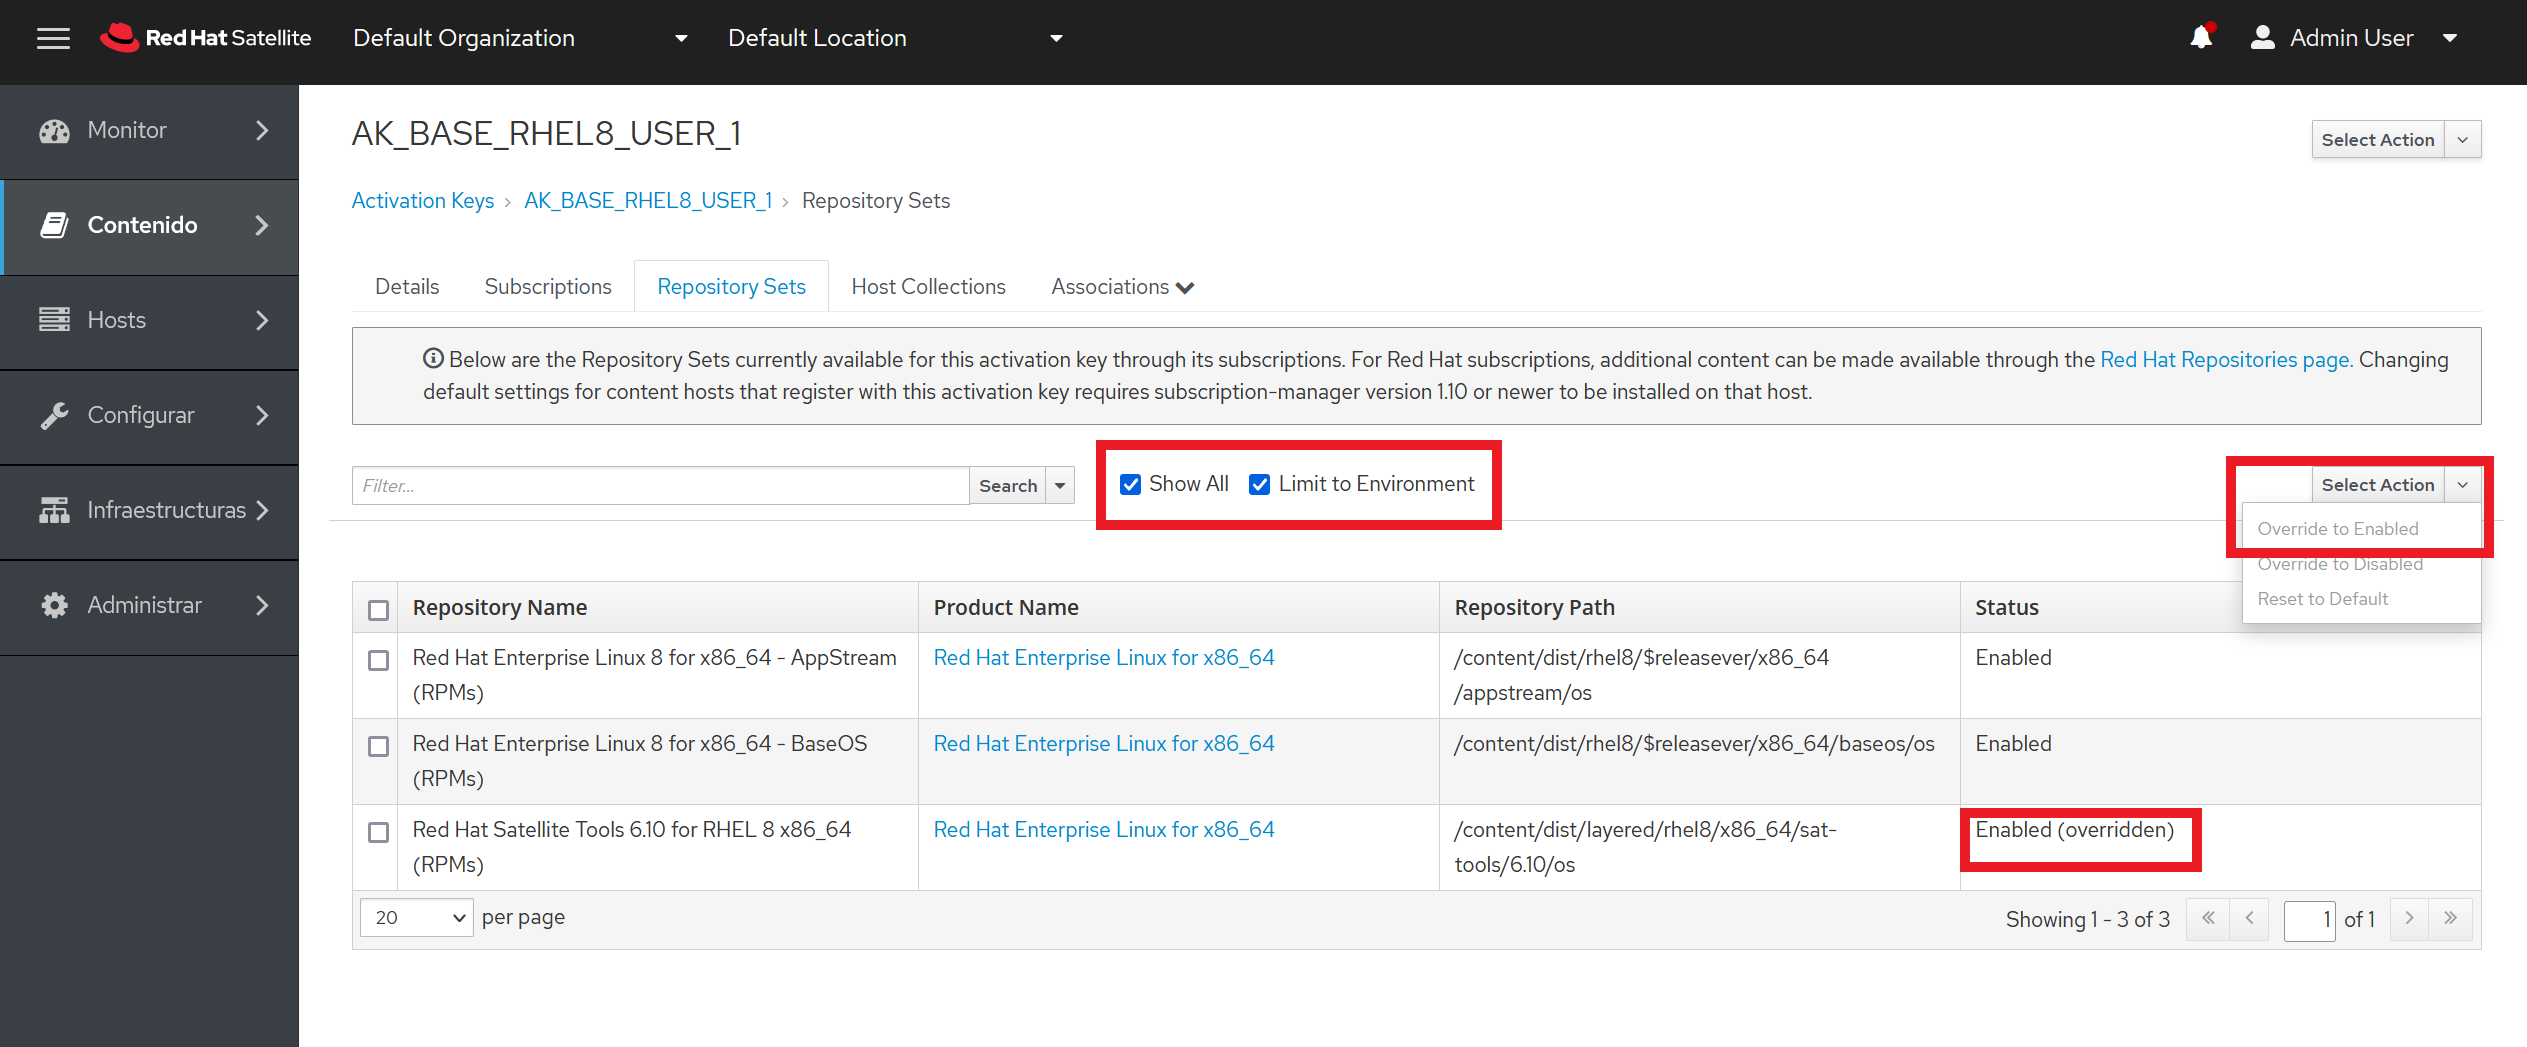 Red Hat Satellite Default Organization Default Location Admin User
Monitor
Contenido
Hosts
Configurar
Infraestructuras
Administrar
AK_BASE_RHEL8_USER_1
Select Action
Activation Keys › AK_BASE_RHEL8_USER_1 › Repository Sets
Details Subscriptions Repository Sets Host Collections Associations
Below are the Repository Sets currently available for this activation key through its subscriptions. For Red Hat subscriptions, additional content can be made available through the Red Hat Repositories page. Changing
default settings for content hosts that register with this activation key requires subscription-manager version 1.10 or newer to be installed on that host.
Filter... Search Show All Limit to Environment Select Action
Override to Enabled
Override to Disabled
Reset to Default
Repository Name Product Name Repository Path Status
Red Hat Enterprise Linux 8 for x86_64 - AppStream Red Hat Enterprise Linux for x86_64 /content/dist/rhel8/$releasever/x86_64 Enabled
(RPMs) /appstream/os
Red Hat Enterprise Linux 8 for x86_64 - BaseOS Red Hat Enterprise Linux for x86_64 /content/dist/rhel8/$releasever/x86_64/baseos/os Enabled
(RPMs)
Red Hat Satellite Tools 6.10 for RHEL 8 x86_64 Red Hat Enterprise Linux for x86_64 /content/dist/layered/rhel8/x86_64/sat- Enabled (overridden)
(RPMs) tools/6.10/os
20 per page Showing 1 - 3 of 3 « ‹ 1 of 1 › »